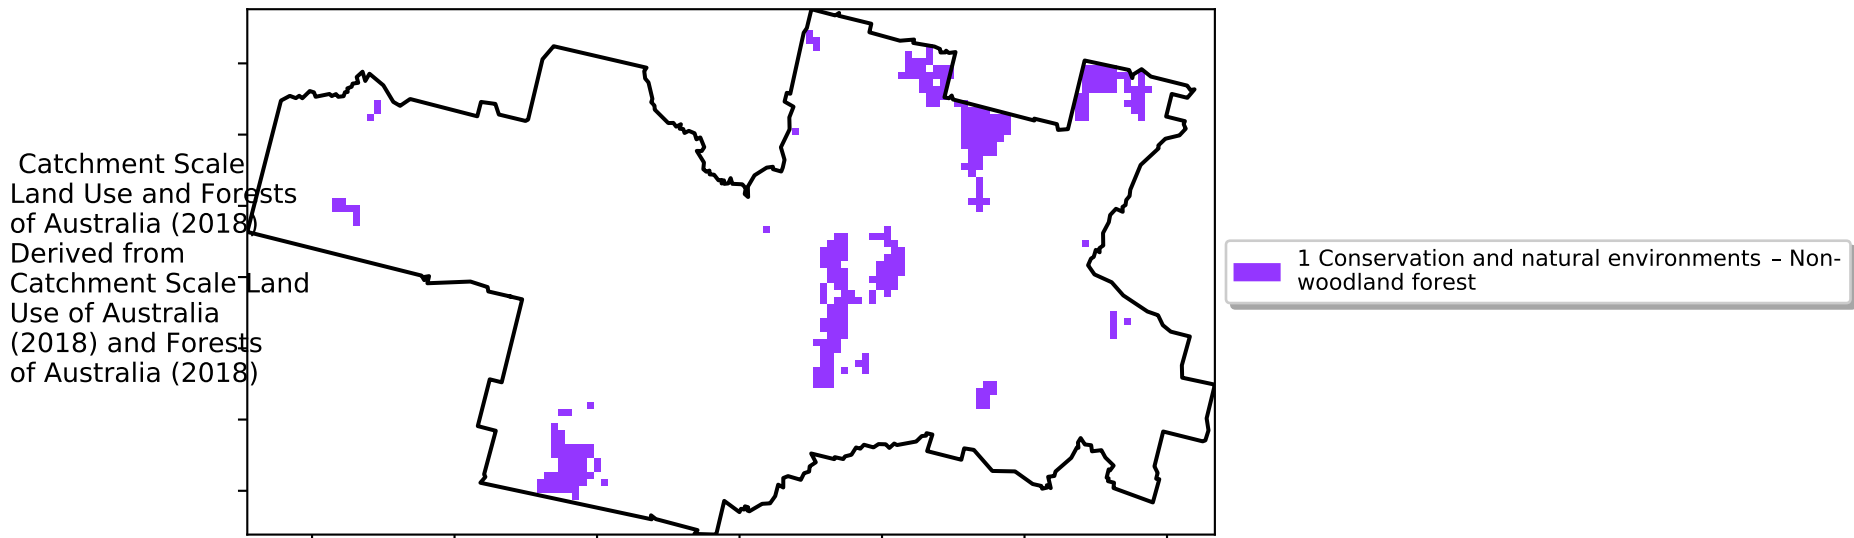 Catchment Scale
Land Use and Forests
of Australia (2018)
Derived from
Catchment Scale Land
Use of Australia
(2018) and Forests
of Australia (2018)
1 Conservation and natural environments – Non-
woodland forest